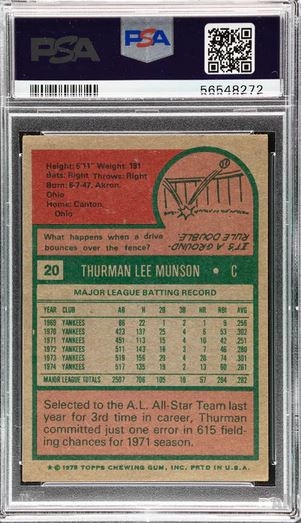 PSA
PSA
56548272
Height: 5'11" Weight: 191
Bats: Right Throws: Right
Born: 6-7-47, Akron,
Ohio
Home: Canton,
Ohio
What happens when a drive
bounces over the fence?
IT'S A GROUND-
RULE DOUBLE.
20 THURMAN LEE MUNSON • C
MAJOR LEAGUE BATTING RECORD
YEAR CLUB AB H 2B 3B HR RBI AVG
1969 YANKEES 86 22 1 2 1 9 .256
1970 YANKEES 453 137 25 4 6 53 .302
1971 YANKEES 451 113 15 4 10 42 .251
1972 YANKEES 511 143 16 3 7 46 .280
1973 YANKEES 519 156 29 4 20 74 .301
1974 YANKEES 517 135 19 2 13 60 .261
MAJOR LEAGUE TOTALS 2537 706 105 19 57 284 .278
Selected to the A.L. All-Star Team last
year for 3rd time in career, Thurman
committed just one error in 615 field-
ing chances for 1971 season.
★ © 1975 TOPPS CHEWING GUM, INC. PRTD IN U.S.A.